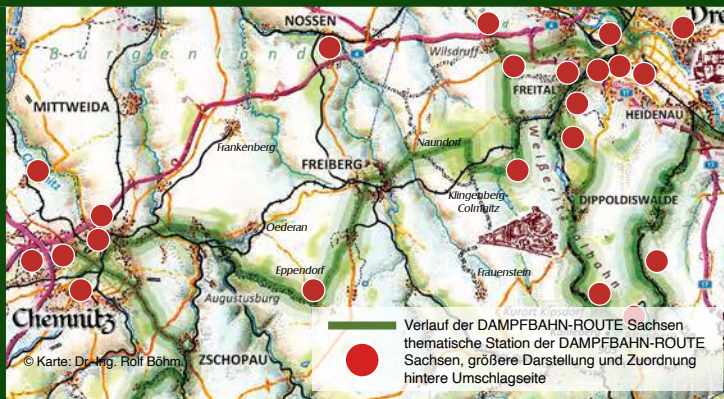 NOSSEN
Wilsdruff
Dre
Burgenland
MITTWEIDA
FREITAL
HEIDENAU
Frankenberg
FREIBERG
Naundorf
Klingenberg
Colmnitz
Weißeritztalbahn
DIPPOLDISWALDE
Oederan
Eppendorf
Frauenstein
Augustusburg
Kurort Kipsdorf
Chemnitz
ZSCHOPAU
© Karte: Dr.-Ing. Rolf Böhm
Verlauf der DAMPFBAHN-ROUTE Sachsen
thematische Station der DAMPFBAHN-ROUTE
Sachsen, größere Darstellung und Zuordnung
hintere Umschlagseite